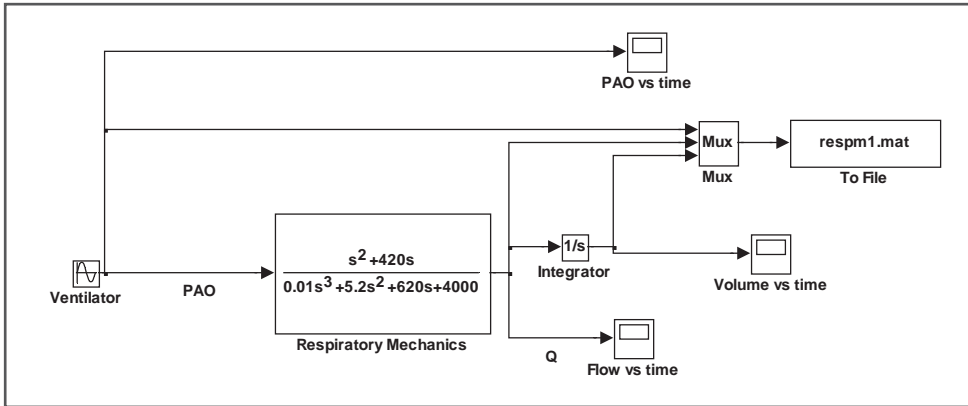 PAO vs time
Mux
Mux
respm1.mat
To File
s2+420s
0.01s3+5.2s2+620s+4000
Respiratory Mechanics
Ventilator
PAO
1/s
Integrator
Volume vs time
Q
Flow vs time